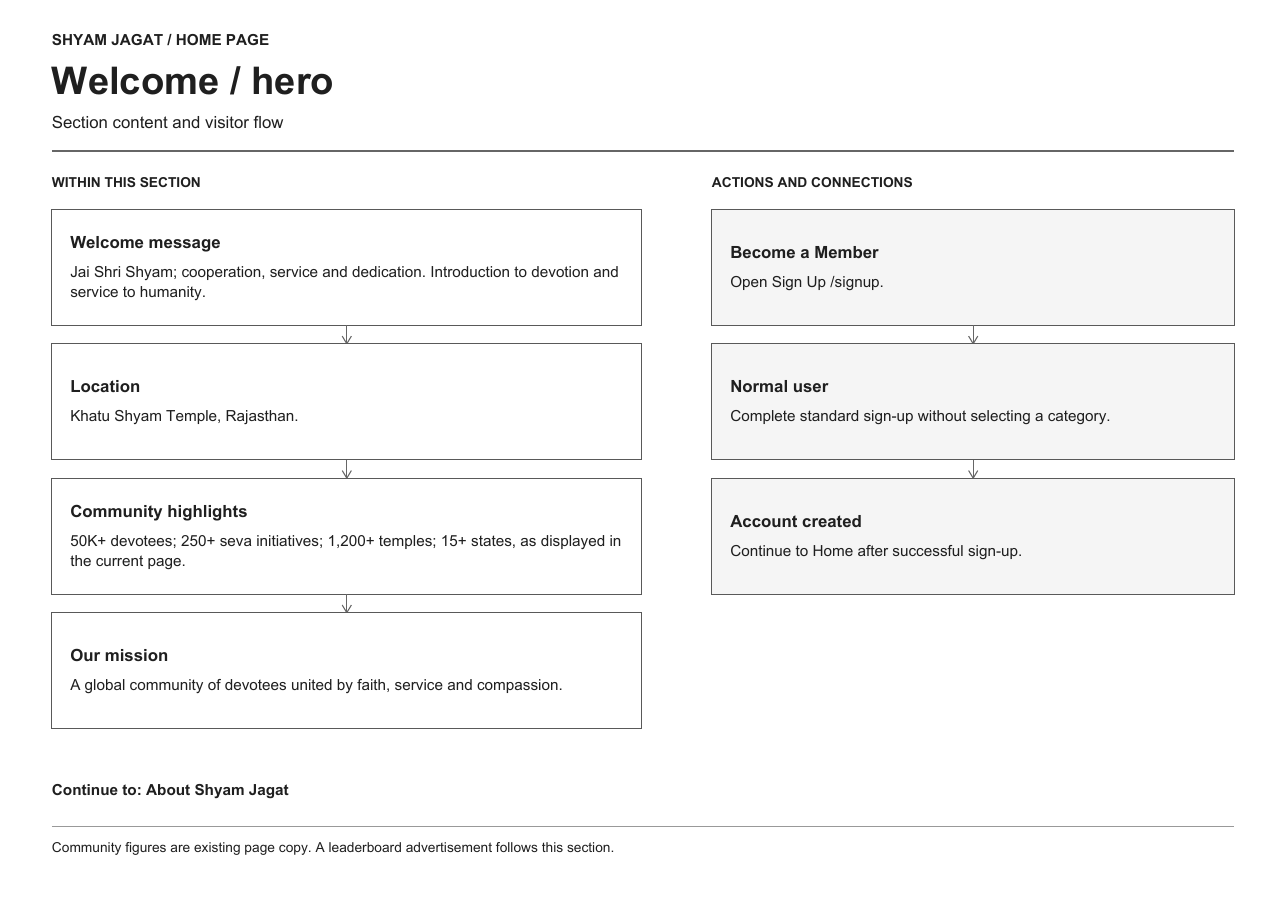 SHYAM JAGAT / HOME PAGE
Welcome / hero
Section content and visitor flow
WITHIN THIS SECTION
Welcome message
Jai Shri Shyam; cooperation, service and dedication. Introduction to devotion and
service to humanity.
Location
Khatu Shyam Temple, Rajasthan.
Community highlights
50K+ devotees; 250+ seva initiatives; 1,200+ temples; 15+ states, as displayed in
the current page.
Our mission
A global community of devotees united by faith, service and compassion.
ACTIONS AND CONNECTIONS
Become a Member
Open Sign Up /signup.
Normal user
Complete standard sign-up without selecting a category.
Account created
Continue to Home after successful sign-up.
Continue to: About Shyam Jagat
Community figures are existing page copy. A leaderboard advertisement follows this section.